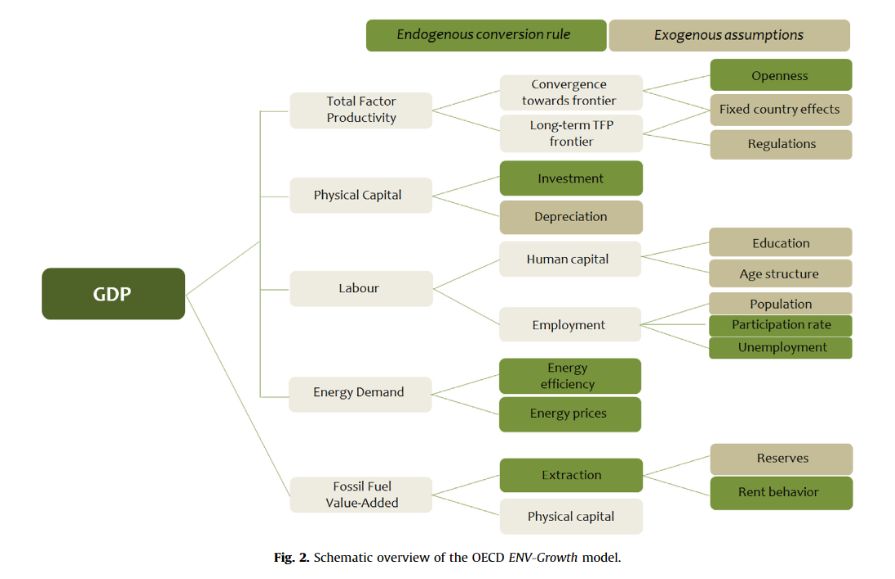 Endogenous conversion rule
Exogenous assumptions
GDP
Total Factor
Productivity
Convergence
towards frontier
Long-term TFP
frontier
Openness
Fixed country effects
Regulations
Physical Capital
Investment
Depreciation
Labour
Human capital
Education
Age structure
Employment
Population
Participation rate
Unemployment
Energy Demand
Energy
efficiency
Energy prices
Fossil Fuel
Value-Added
Extraction
Reserves
Rent behavior
Physical capital
Fig. 2. Schematic overview of the OECD ENV-Growth model.